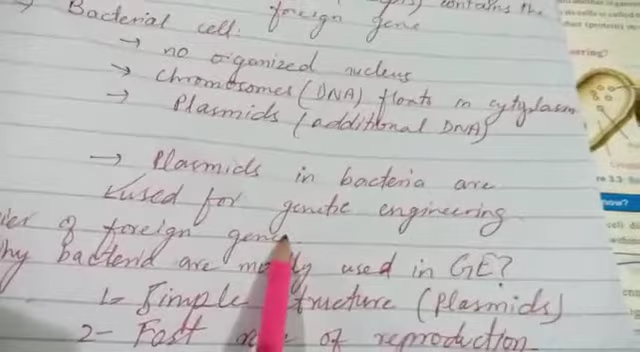 contains the
→ Bacterial cell: foreign gene
→ no organized nucleus
→ Chromosomes (DNA) floats in cytoplasm
→ Plasmids (additional DNA)
→ Plasmids in bacteria are
used for genetic engineering
of foreign gene
bacteria are used in GE?
1- Simple structure (plasmids)
2- Fast of reproduction